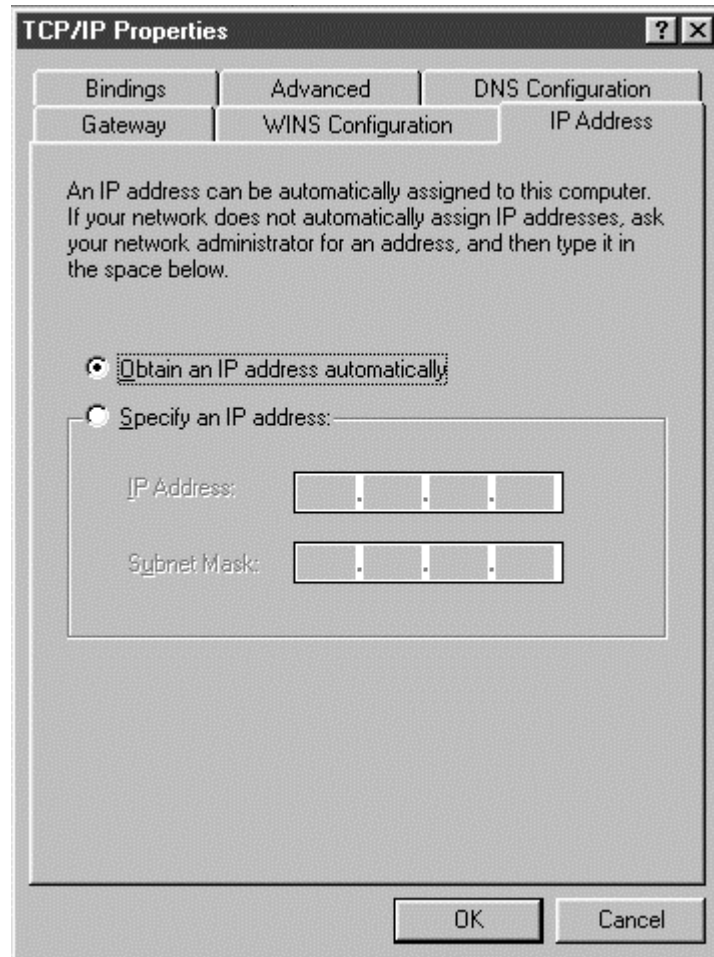 TCP/IP Properties
Bindings
Advanced
DNS Configuration
Gateway
WINS Configuration
IP Address
An IP address can be automatically assigned to this computer.
If your network does not automatically assign IP addresses, ask
your network administrator for an address, and then type it in
the space below.
Obtain an IP address automatically
Specify an IP address:
IP Address:
Subnet Mask:
OK
Cancel